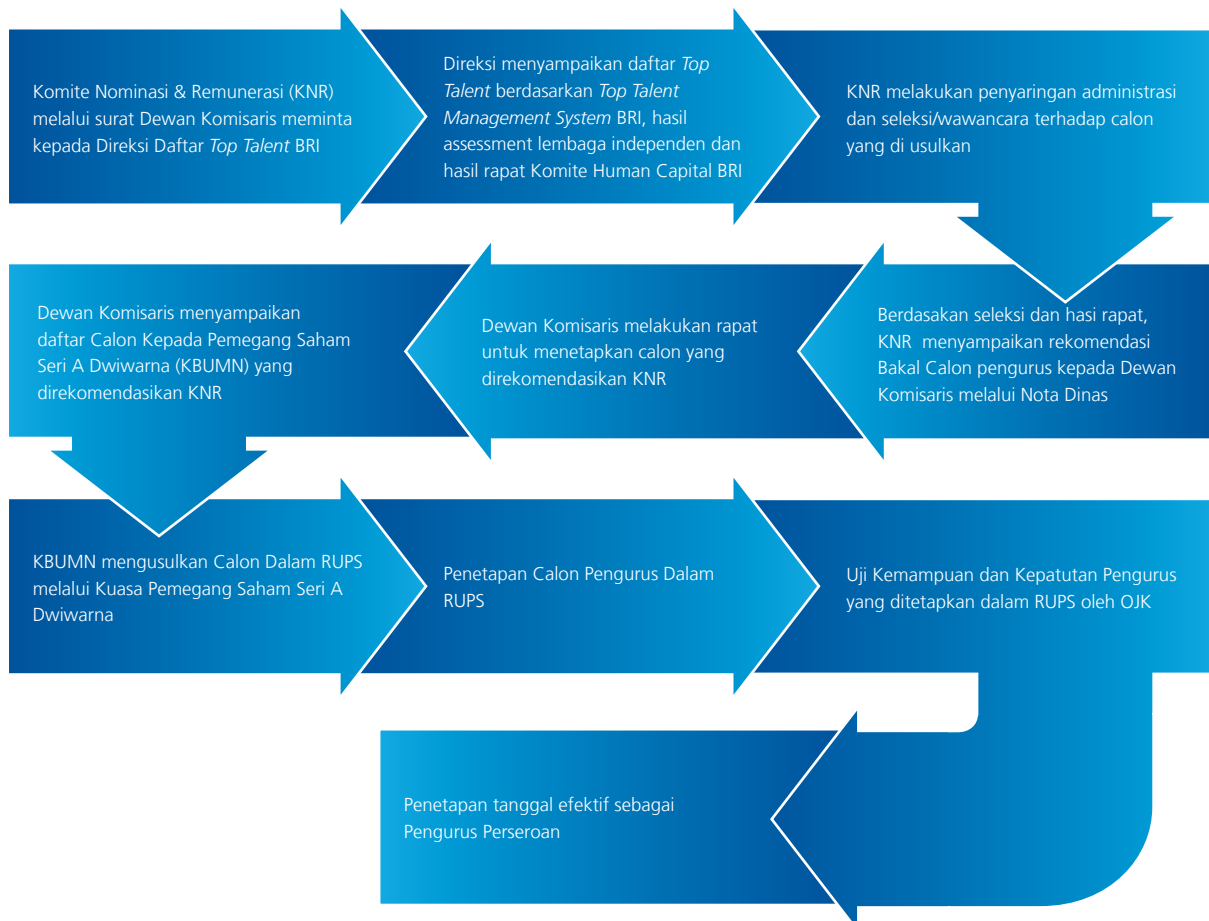 Komite Nominasi & Remunerasi (KNR)
melalui surat Dewan Komisaris meminta
kepada Direksi Daftar Top Talent BRI
Direksi menyampaikan daftar Top
Talent berdasarkan Top Talent
Management System BRI, hasil
assessment lembaga independen dan
hasil rapat Komite Human Capital BRI
KNR melakukan penyaringan administrasi
dan seleksi/wawancara terhadap calon
yang di usulkan
Berdasakan seleksi dan hasi rapat,
KNR menyampaikan rekomendasi
Bakal Calon pengurus kepada Dewan
Komisaris melalui Nota Dinas
Dewan Komisaris melakukan rapat
untuk menetapkan calon yang
direkomendasikan KNR
Dewan Komisaris menyampaikan
daftar Calon Kepada Pemegang Saham
Seri A Dwiwarna (KBUMN) yang
direkomendasikan KNR
KBUMN mengusulkan Calon Dalam RUPS
melalui Kuasa Pemegang Saham Seri A
Dwiwarna
Penetapan Calon Pengurus Dalam
RUPS
Uji Kemampuan dan Kepatutan Pengurus
yang ditetapkan dalam RUPS oleh OJK
Penetapan tanggal efektif sebagai
Pengurus Perseroan